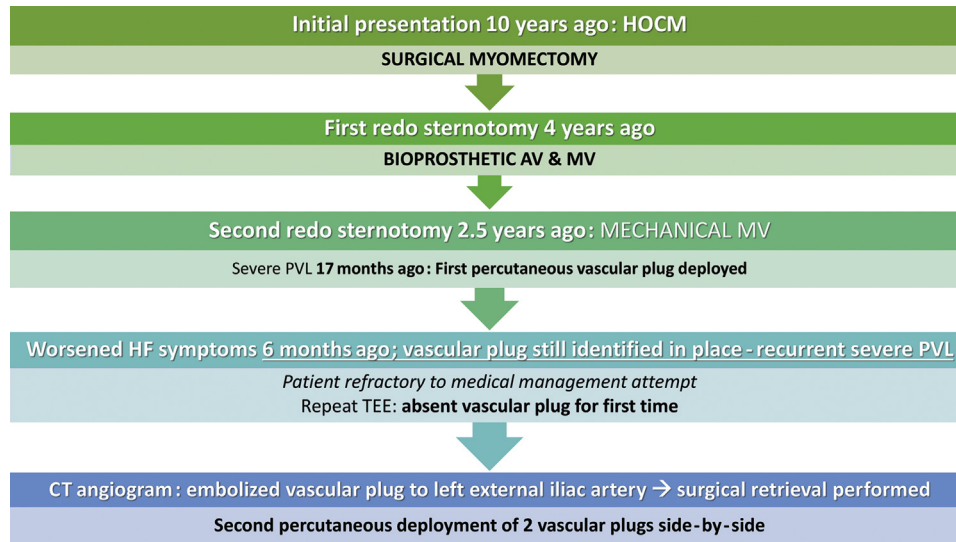 Initial presentation 10 years ago: HOCM
SURGICAL MYOMECTOMY
First redo sternotomy 4 years ago
BIOPROSTHETIC AV & MV
Second redo sternotomy 2.5 years ago: MECHANICAL MV
Severe PVL 17 months ago: First percutaneous vascular plug deployed
Worsened HF symptoms 6 months ago; vascular plug still identified in place - recurrent severe PVL
Patient refractory to medical management attempt
Repeat TEE: absent vascular plug for first time
CT angiogram: embolized vascular plug to left external iliac artery → surgical retrieval performed
Second percutaneous deployment of 2 vascular plugs side-by-side